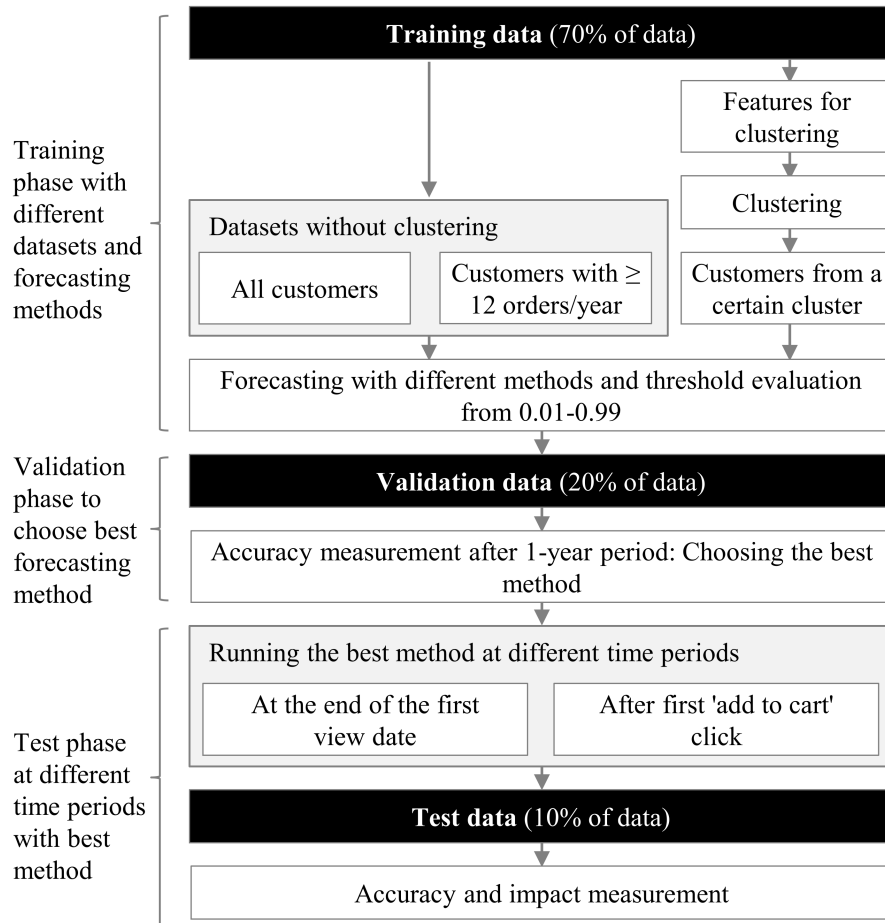 Training data (70% of data)
Features for
clustering
Training
phase with
different
datasets and
forecasting
methods
Clustering
Datasets without clustering
All customers
Customers with ≥
12 orders/year
Customers from a
certain cluster
Forecasting with different methods and threshold evaluation
from 0.01-0.99
Validation
phase to
choose best
forecasting
method
Validation data (20% of data)
Accuracy measurement after 1-year period: Choosing the best
method
Running the best method at different time periods
At the end of the first
view date
After first 'add to cart'
click
Test phase
at different
time periods
with best
method
Test data (10% of data)
Accuracy and impact measurement